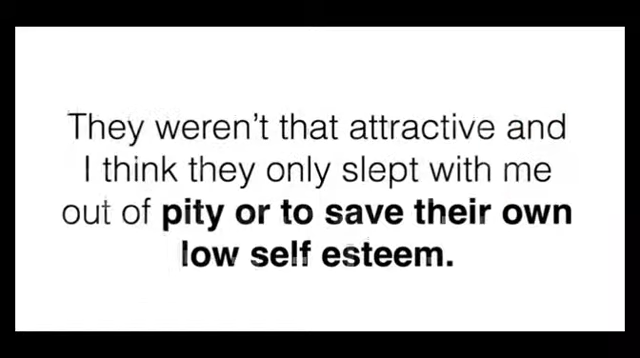 They weren't that attractive and
I think they only slept with me
out of pity or to save their own
low self esteem.